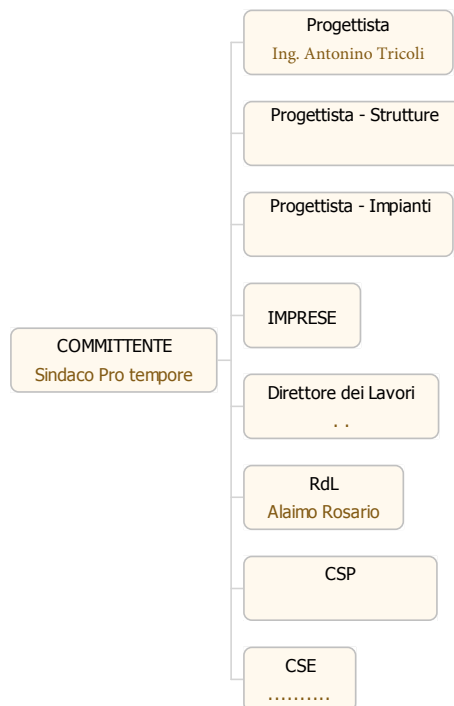 Progettista
Ing. Antonino Tricoli
Progettista - Strutture
Progettista - Impianti
IMPRESE
COMMITTENTE
Sindaco Pro tempore
Direttore dei Lavori
. .
RdL
Alaimo Rosario
CSP
CSE
..........